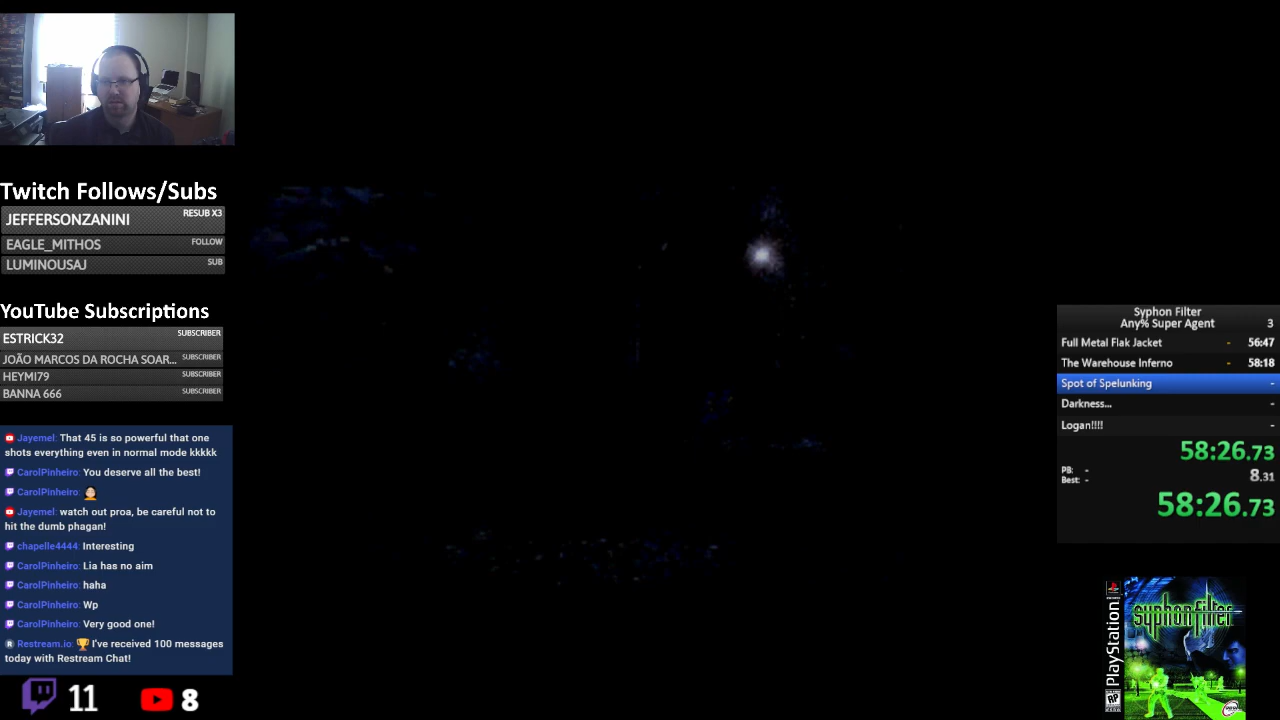 Twitch Follows/Subs
JEFFERSONZANINI RESUB X3
EAGLE_MITHOS FOLLOW
LUMINOUSAJ SUB
YouTube Subscriptions
ESTRICK32 SUBSCRIBER
JOÃO MARCOS DA ROCHA SOAR... SUBSCRIBER
HEYMI79 SUBSCRIBER
BANNA 666 SUBSCRIBER
Jayemel: That 45 is so powerful that one
shots everything even in normal mode kkkkk
CarolPinheiro: You deserve all the best!
CarolPinheiro:
Jayemel: watch out proa, be careful not to
hit the dumb phagan!
chapelle4444: Interesting
CarolPinheiro: Lia has no aim
CarolPinheiro: haha
CarolPinheiro: Wp
CarolPinheiro: Very good one!
Restream.io: 🏆 I've received 100 messages
today with Restream Chat!
11 8
Syphon Filter
Any% Super Agent 3
Full Metal Flak Jacket - 56:47
The Warehouse Inferno - 58:18
Spot of Spelunking -
Darkness... -
Logan!!!! -
58:26.73
PB: - 8.31
Best: -
58:26.73
PlayStation
syphon filter